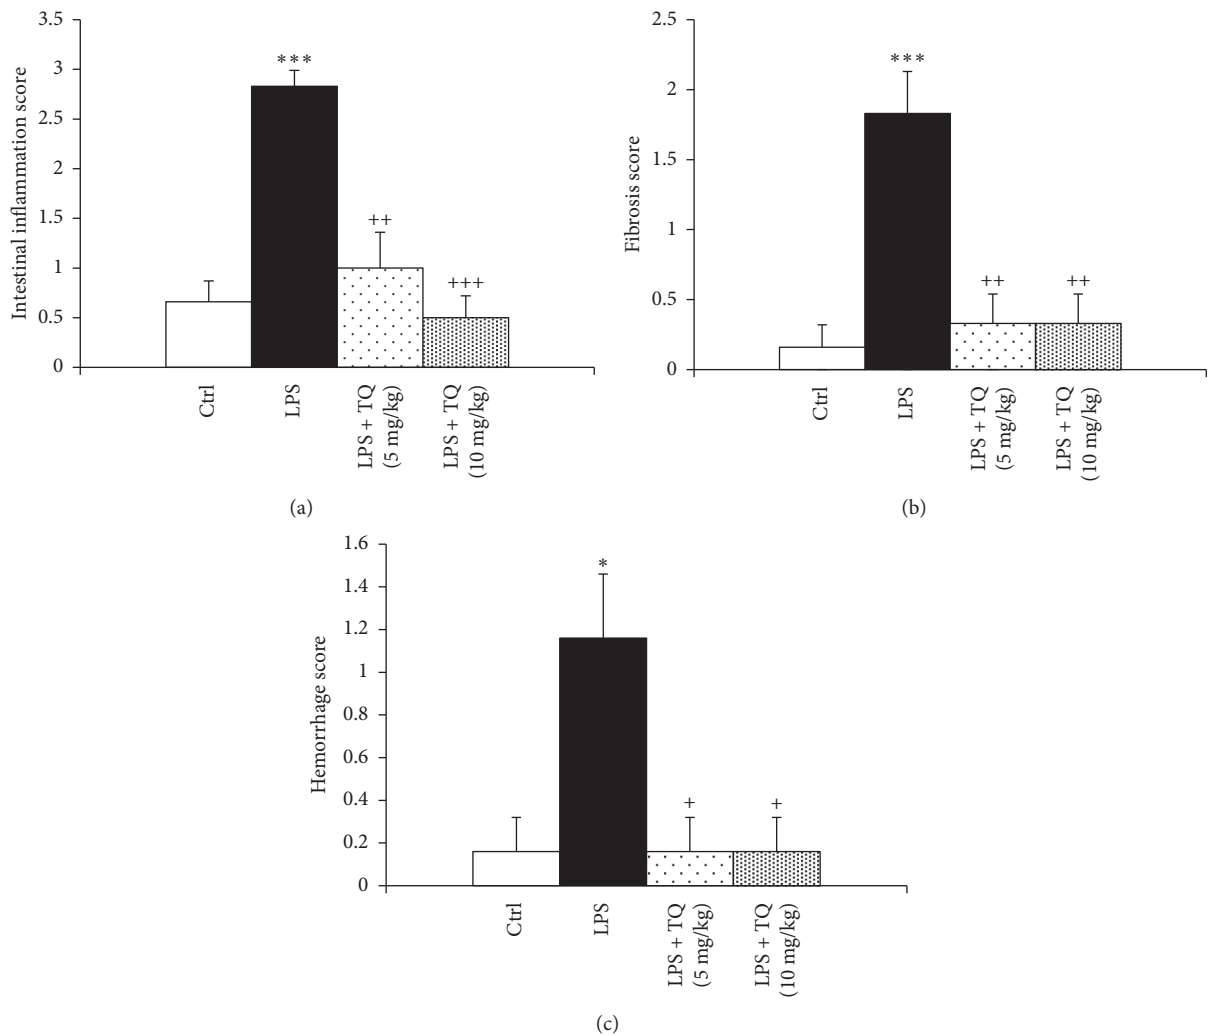 Intestinal inflammation score
3.5
3
2.5
2
1.5
1
0.5
0
***
++
+++
Ctrl
LPS
LPS + TQ
(5 mg/kg)
LPS + TQ
(10 mg/kg)
(a)
Fibrosis score
2.5
2
1.5
1
0.5
0
***
++
++
Ctrl
LPS
LPS + TQ
(5 mg/kg)
LPS + TQ
(10 mg/kg)
(b)
Hemorrhage score
1.6
1.4
1.2
1
0.8
0.6
0.4
0.2
0
*
+
+
Ctrl
LPS
LPS + TQ
(5 mg/kg)
LPS + TQ
(10 mg/kg)
(c)